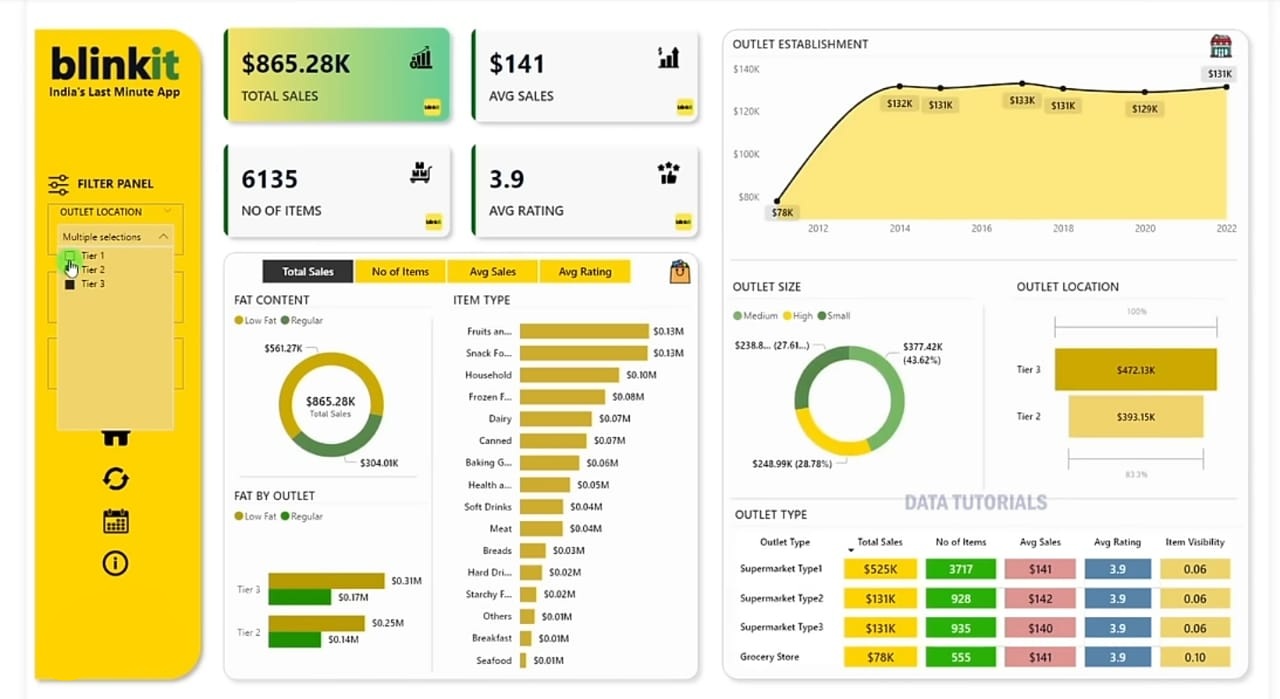 blinkit
India's Last Minute App
FILTER PANEL
OUTLET LOCATION
Multiple selections
Tier 1
Tier 2
Tier 3
$865.28K
TOTAL SALES
$141
AVG SALES
6135
NO OF ITEMS
3.9
AVG RATING
Total Sales No of Items Avg Sales Avg Rating
FAT CONTENT
Low Fat Regular
$561.27K
$865.28K
Total Sales
$304.01K
FAT BY OUTLET
Low Fat Regular
Tier 3 $0.31M
$0.17M
Tier 2 $0.25M
$0.14M
ITEM TYPE
Fruits an... $0.13M
Snack Fo... $0.13M
Household $0.10M
Frozen F... $0.08M
Dairy $0.07M
Canned $0.07M
Baking G... $0.06M
Health a... $0.05M
Soft Drinks $0.04M
Meat $0.04M
Breads $0.03M
Hard Dri... $0.02M
Starchy F... $0.02M
Others $0.01M
Breakfast $0.01M
Seafood $0.01M
OUTLET ESTABLISHMENT
$140K
$120K
$100K
$80K
$78K $132K $131K $133K $131K $129K $131K
2012 2014 2016 2018 2020 2022
OUTLET SIZE
Medium High Small
$238.8... (27.61...)
$377.42K
(43.62%)
$248.99K (28.78%)
OUTLET LOCATION
100%
Tier 3 $472.13K
Tier 2 $393.15K
83.3%
DATA TUTORIALS
OUTLET TYPE
Outlet Type Total Sales No of Items Avg Sales Avg Rating Item Visibility
Supermarket Type1 $525K 3717 $141 3.9 0.06
Supermarket Type2 $131K 928 $142 3.9 0.06
Supermarket Type3 $131K 935 $140 3.9 0.06
Grocery Store $78K 555 $141 3.9 0.10